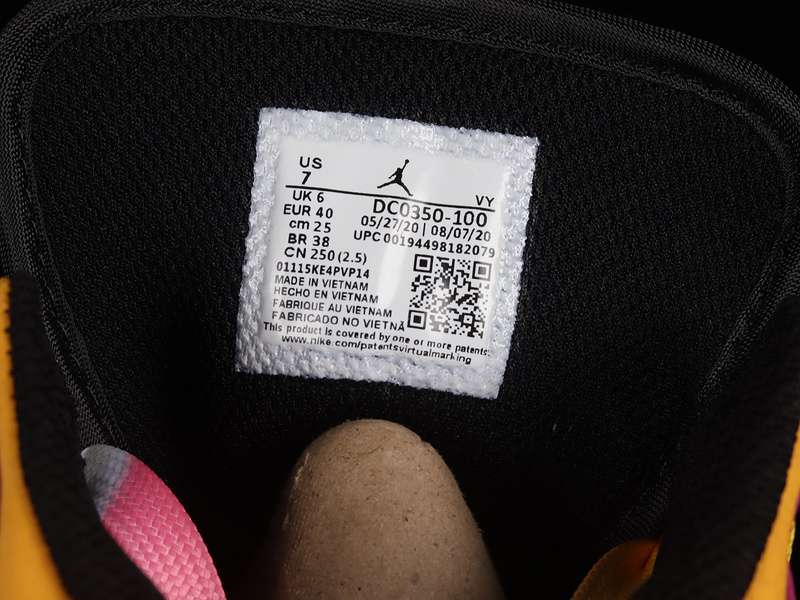 US
7
VY
UK 6
DC0350-100
EUR 40
05/27/20 | 08/07/20
cm 25
UPC 00194498182079
BR 38
CN 250 (2.5)
01115KE4PVP14
MADE IN VIETNAM
HECHO EN VIETNAM
FABRIQUE AU VIETNAM
FABRICADO NO VIETNÃ
This product is covered by one or more patents:
www.nike.com/patentsvirtualmarking